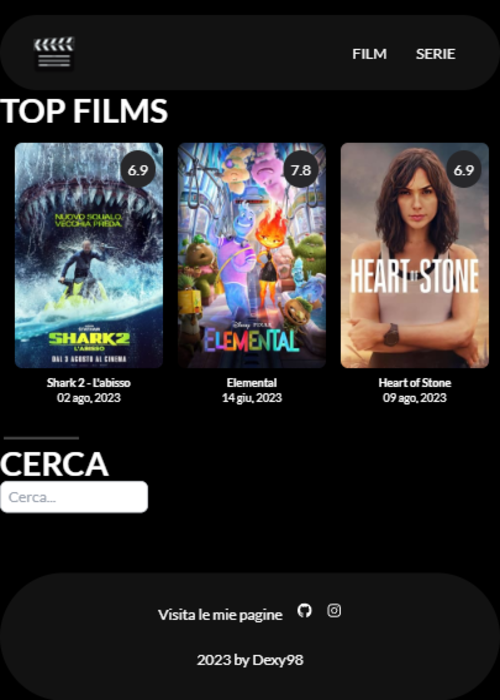 FILM SERIE
TOP FILMS
6.9
7.8
6.9
NUOVO SQUALO.
VECCHIA PREDA.
SHARK2
L'ABISSO
DAL 3 AGOSTO AL CINEMA
Disney PIXAR
ELEMENTAL
HEART OF STONE
Shark 2 - L'abisso
02 ago, 2023
Elemental
14 giu, 2023
Heart of Stone
09 ago, 2023
CERCA
Cerca...
Visita le mie pagine
2023 by Dexy98